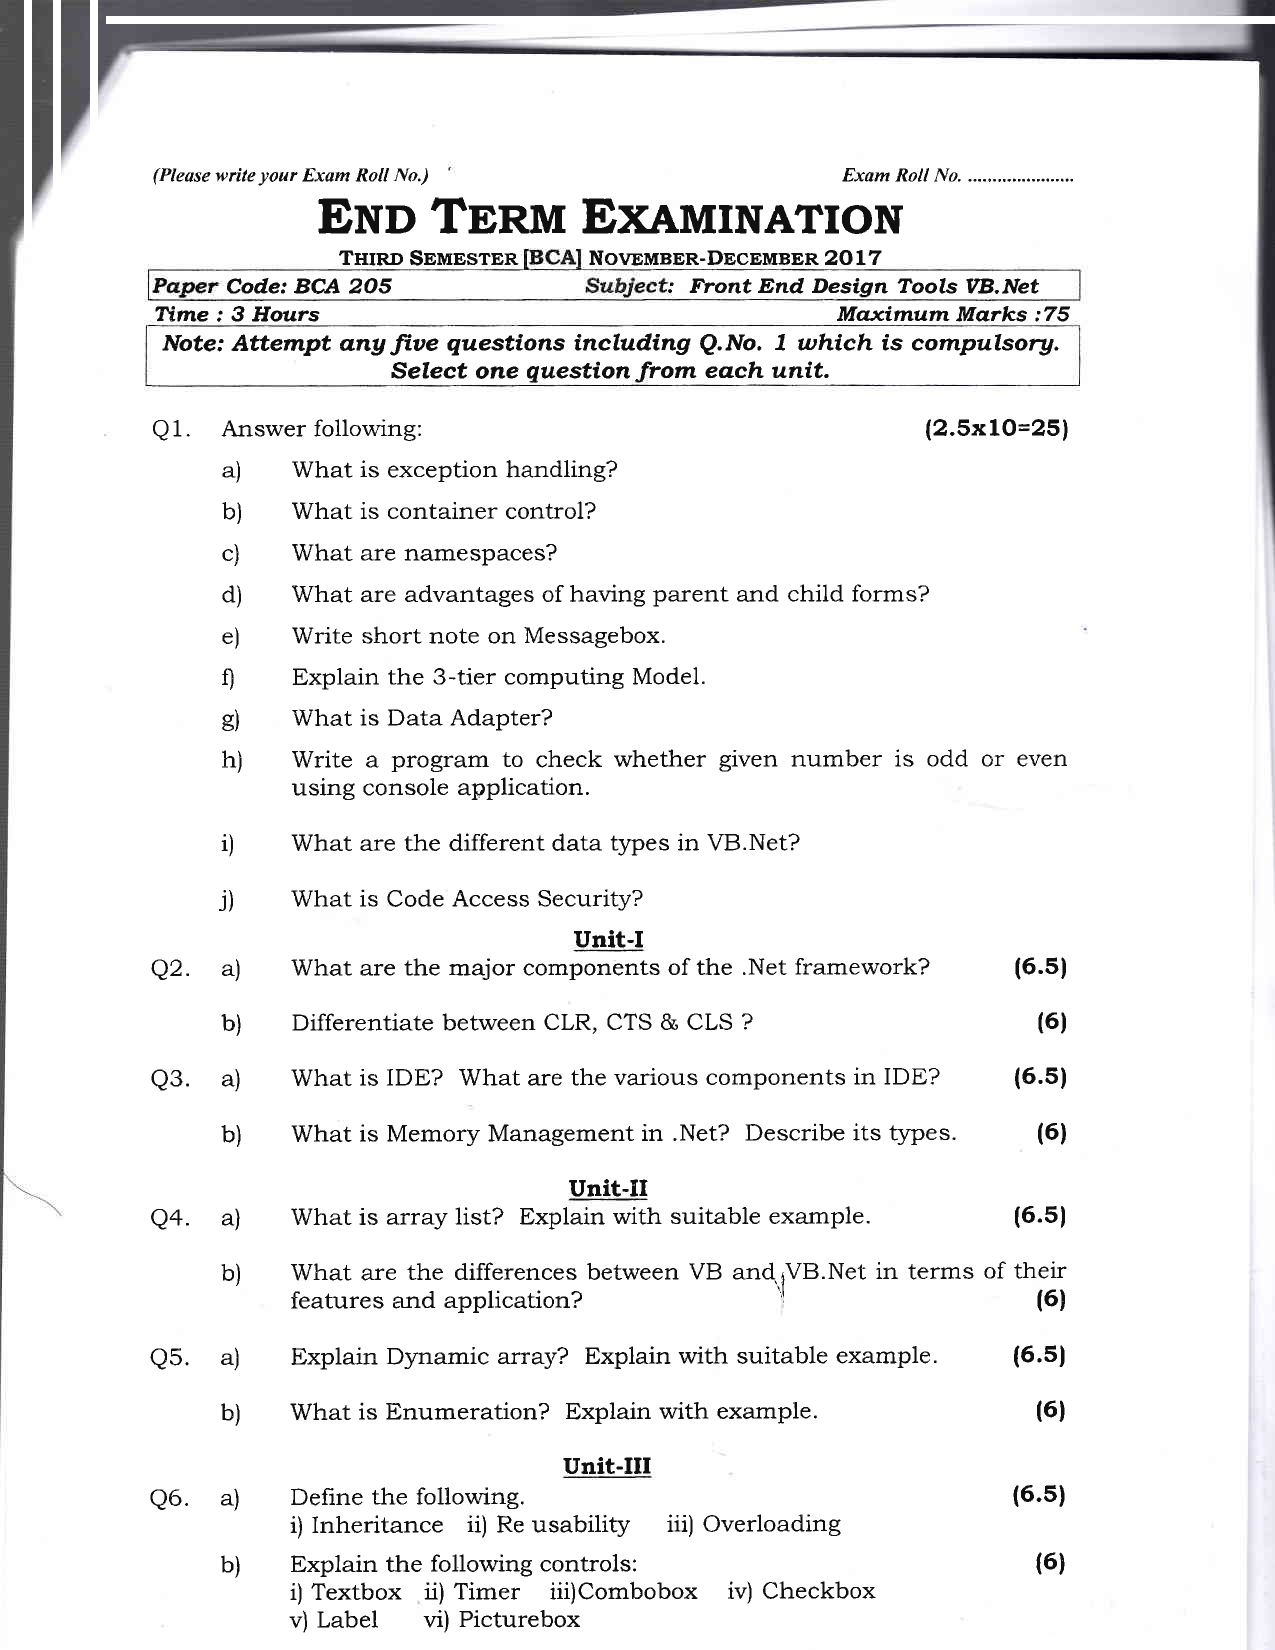 (Please write your Exam Roll No.) Exam Roll No. ......................
END TERM EXAMINATION
THIRD SEMESTER [BCA] NOVEMBER-DECEMBER 2017
Paper Code: BCA 205 Subject: Front End Design Tools VB.Net
Time : 3 Hours Maximum Marks :75
Note: Attempt any five questions including Q.No. 1 which is compulsory.
Select one question from each unit.
Q1. Answer following: (2.5x10=25)
a) What is exception handling?
b) What is container control?
c) What are namespaces?
d) What are advantages of having parent and child forms?
e) Write short note on Messagebox.
f) Explain the 3-tier computing Model.
g) What is Data Adapter?
h) Write a program to check whether given number is odd or even
using console application.
i) What are the different data types in VB.Net?
j) What is Code Access Security?
Unit-I
Q2. a) What are the major components of the .Net framework? (6.5)
b) Differentiate between CLR, CTS & CLS ? (6)
Q3. a) What is IDE? What are the various components in IDE? (6.5)
b) What is Memory Management in .Net? Describe its types. (6)
Unit-II
Q4. a) What is array list? Explain with suitable example. (6.5)
b) What are the differences between VB and VB.Net in terms of their
features and application? (6)
Q5. a) Explain Dynamic array? Explain with suitable example. (6.5)
b) What is Enumeration? Explain with example. (6)
Unit-III
Q6. a) Define the following. (6.5)
i) Inheritance ii) Re usability iii) Overloading
b) Explain the following controls: (6)
i) Textbox ii) Timer iii)Combobox iv) Checkbox
v) Label vi) Picturebox